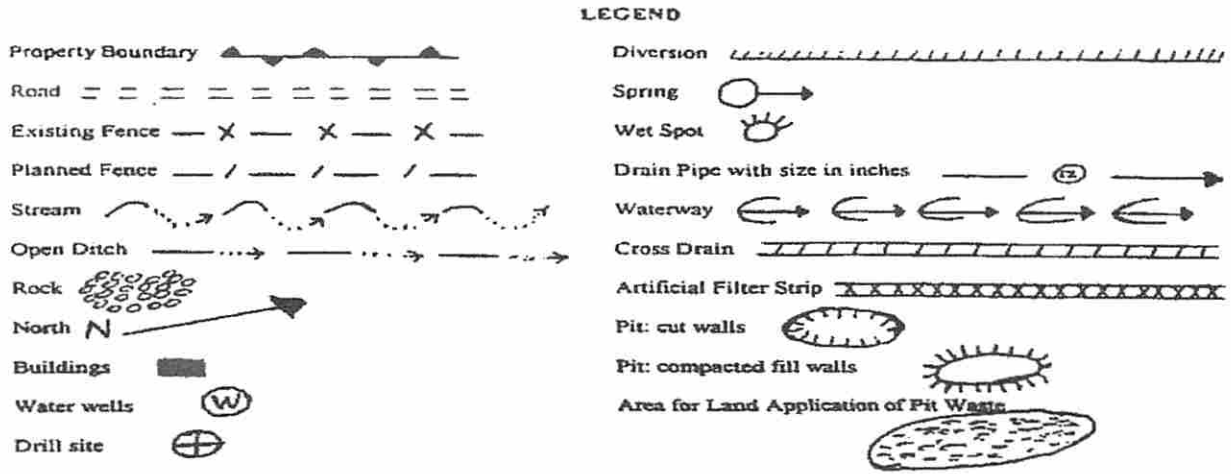 LEGEND
Property Boundary
Road
Existing Fence
Planned Fence
Stream
Open Ditch
Rock
North N
Buildings
Water wells W
Drill site
Diversion
Spring
Wet Spot
Drain Pipe with size in inches 12
Waterway
Cross Drain
Artificial Filter Strip
Pit: cut walls
Pit: compacted fill walls
Area for Land Application of Pit Waste